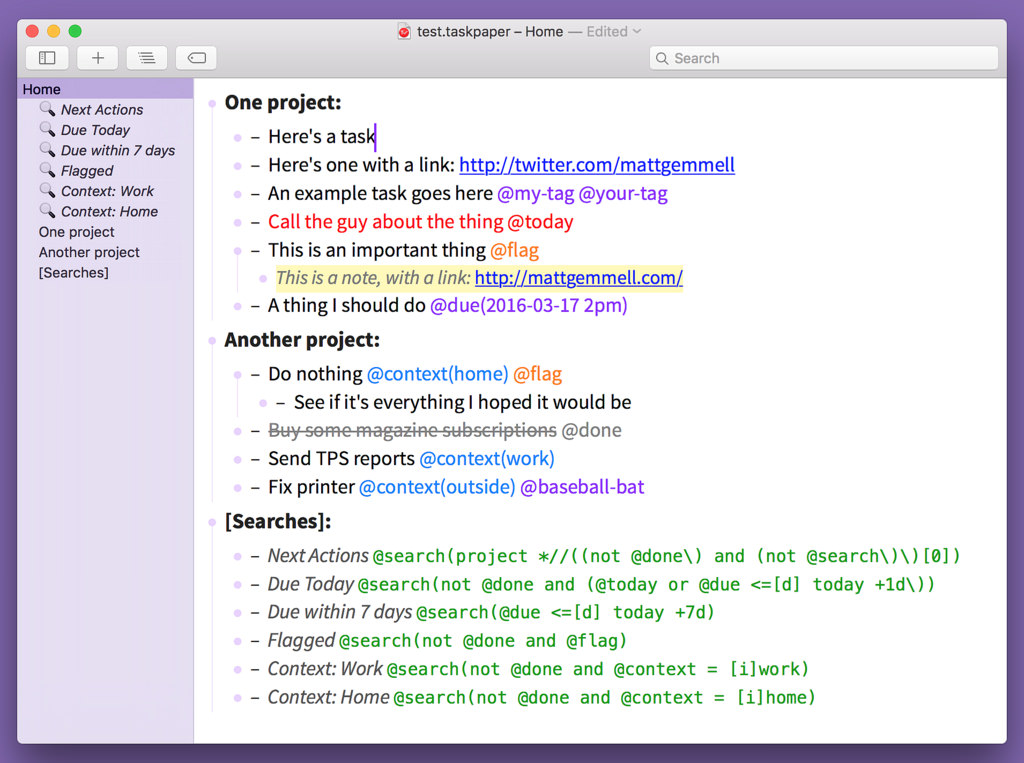 test.taskpaper – Home — Edited
Search
Home
Next Actions
Due Today
Due within 7 days
Flagged
Context: Work
Context: Home
One project
Another project
[Searches]
One project:
– Here's a task
– Here's one with a link: http://twitter.com/mattgemmell
– An example task goes here @my-tag @your-tag
– Call the guy about the thing @today
– This is an important thing @flag
This is a note, with a link: http://mattgemmell.com/
– A thing I should do @due(2016-03-17 2pm)
Another project:
– Do nothing @context(home) @flag
– See if it's everything I hoped it would be
– Buy some magazine subscriptions @done
– Send TPS reports @context(work)
– Fix printer @context(outside) @baseball-bat
[Searches]:
– Next Actions @search(project *//((not @done\) and (not @search\)\)[0])
– Due Today @search(not @done and (@today or @due <=[d] today +1d\))
– Due within 7 days @search(@due <=[d] today +7d)
– Flagged @search(not @done and @flag)
– Context: Work @search(not @done and @context = [i]work)
– Context: Home @search(not @done and @context = [i]home)